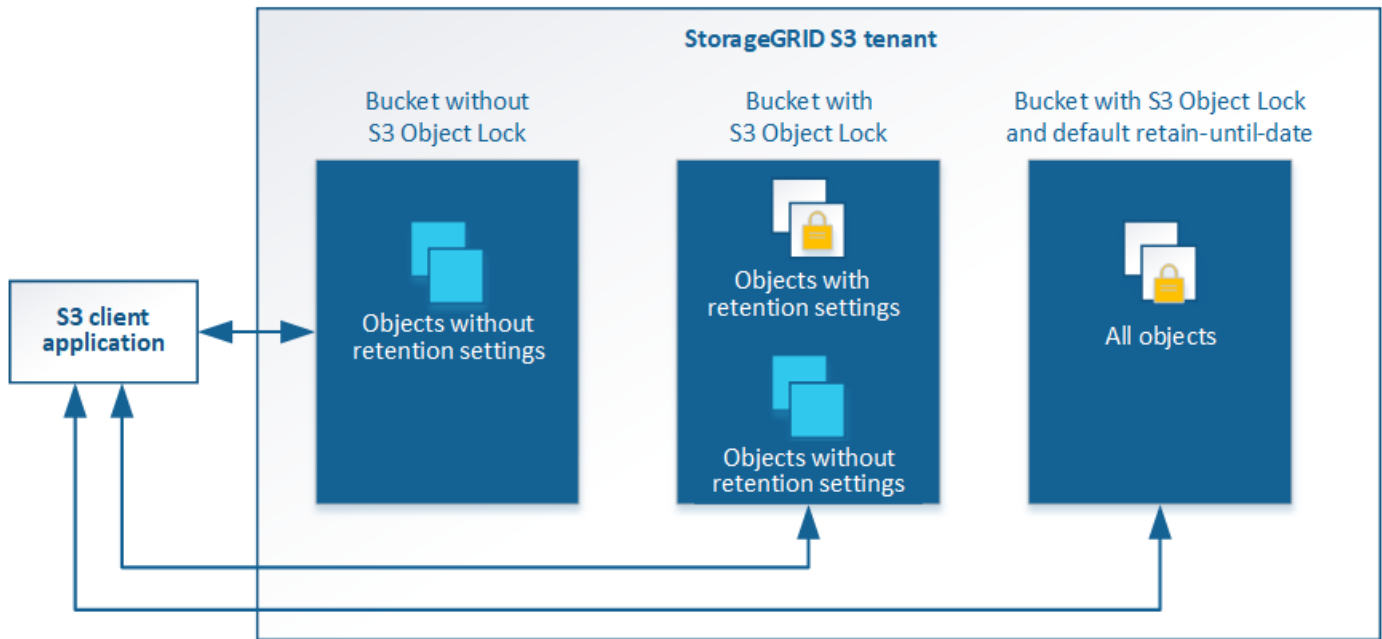 StorageGRID S3 tenant
Bucket without
S3 Object Lock
Bucket with
S3 Object Lock
Bucket with S3 Object Lock
and default retain-until-date
S3 client
application
Objects without
retention settings
Objects with
retention settings
Objects without
retention settings
All objects